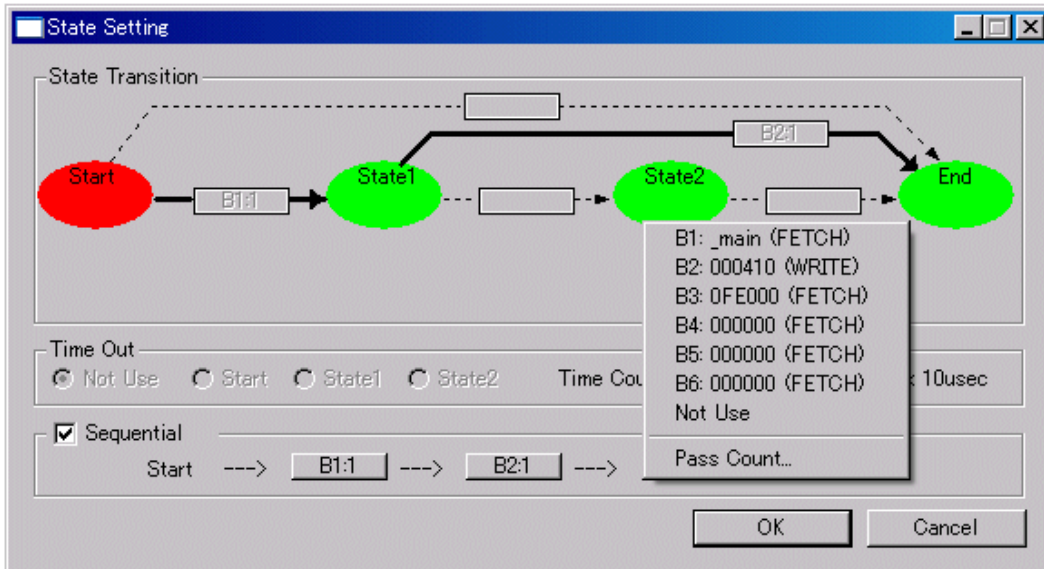 State Setting
State Transition
B2:1
Start
State1
State2
End
B1:1
B1: _main (FETCH)
B2: 000410 (WRITE)
B3: 0FE000 (FETCH)
B4: 000000 (FETCH)
B5: 000000 (FETCH)
B6: 000000 (FETCH)
Not Use
Pass Count...
Time Out
Not Use Start State1 State2 Time 10usec
Sequential
Start ---> B1:1 ---> B2:1 --->
OK Cancel